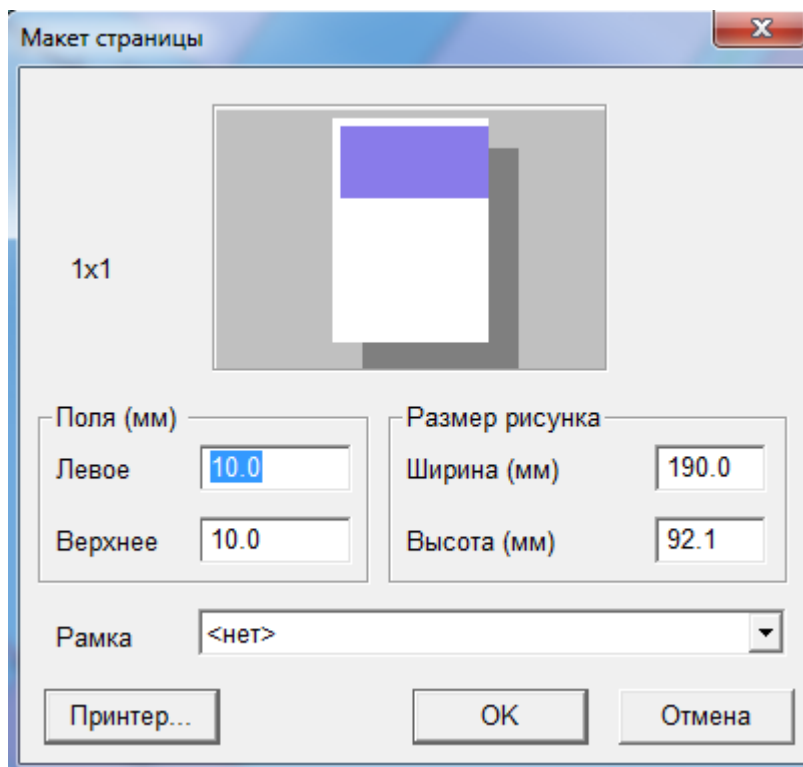 Макет страницы
1x1
Поля (мм)
Левое 10.0
Верхнее 10.0
Размер рисунка
Ширина (мм) 190.0
Высота (мм) 92.1
Рамка <нет>
Принтер... OK Отмена